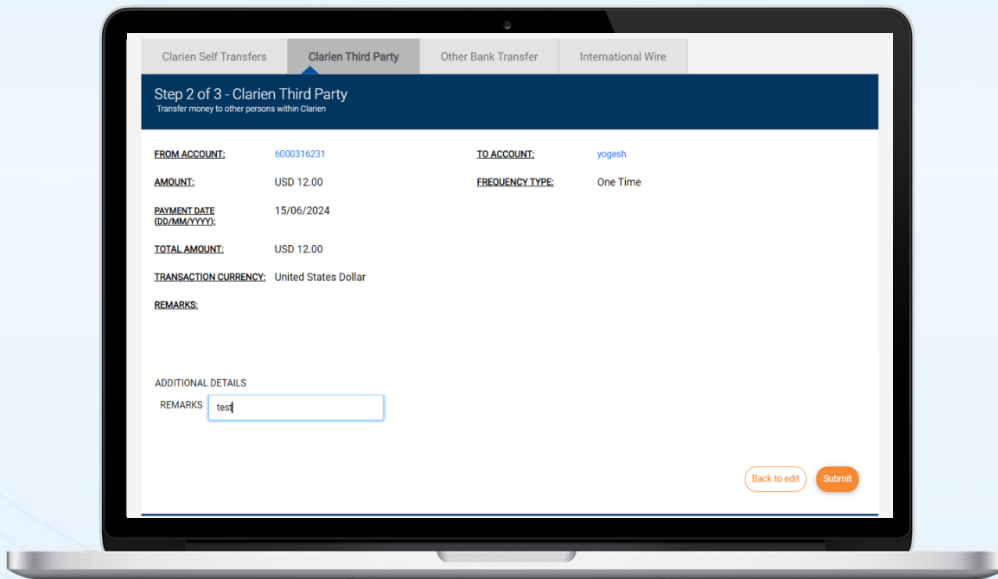 Clarien Self Transfers
Clarien Third Party
Other Bank Transfer
International Wire
Step 2 of 3 - Clarien Third Party
Transfer money to other persons within Clarien
FROM ACCOUNT: 6000316231 TO ACCOUNT: yogesh
AMOUNT: USD 12.00 FREQUENCY TYPE: One Time
PAYMENT DATE 15/06/2024
(DD/MM/YYYY):
TOTAL AMOUNT: USD 12.00
TRANSACTION CURRENCY: United States Dollar
REMARKS:
ADDITIONAL DETAILS
REMARKS test
Back to edit Submit